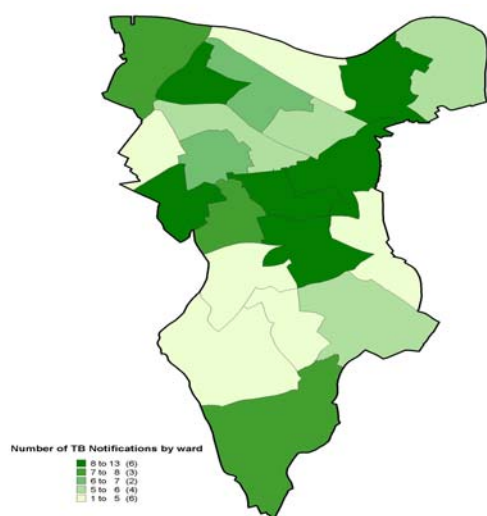 Number of TB Notifications by ward
8 to 13 (6)
7 to 8 (3)
6 to 7 (2)
5 to 6 (4)
1 to 5 (6)